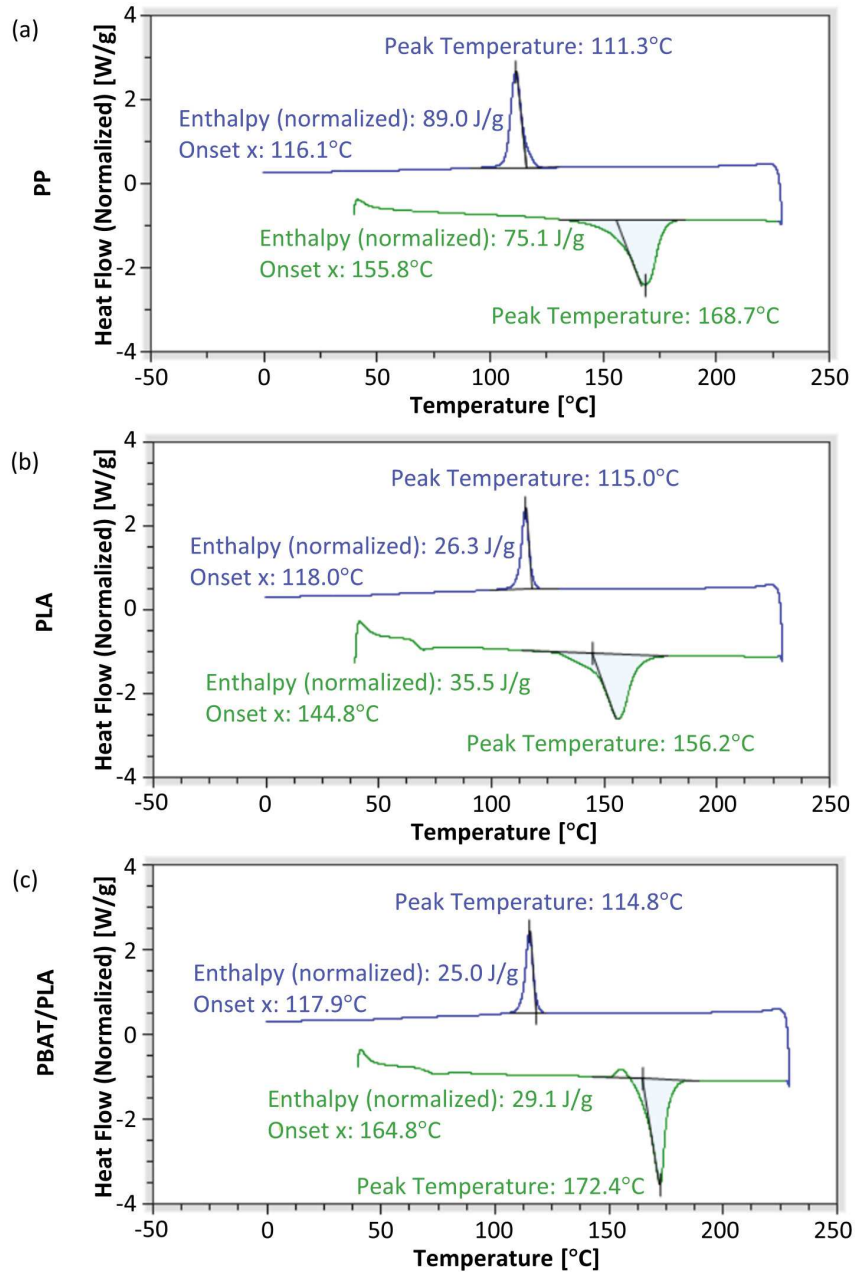 (a)
PP
Heat Flow (Normalized) [W/g]
4
2
0
-2
-4
Peak Temperature: 111.3°C
Enthalpy (normalized): 89.0 J/g
Onset x: 116.1°C
Enthalpy (normalized): 75.1 J/g
Onset x: 155.8°C
Peak Temperature: 168.7°C
-50 0 50 100 150 200 250
Temperature [°C]
(b)
PLA
Heat Flow (Normalized) [W/g]
4
2
0
-2
-4
Peak Temperature: 115.0°C
Enthalpy (normalized): 26.3 J/g
Onset x: 118.0°C
Enthalpy (normalized): 35.5 J/g
Onset x: 144.8°C
Peak Temperature: 156.2°C
-50 0 50 100 150 200 250
Temperature [°C]
(c)
PBAT/PLA
Heat Flow (Normalized) [W/g]
4
2
0
-2
-4
Peak Temperature: 114.8°C
Enthalpy (normalized): 25.0 J/g
Onset x: 117.9°C
Enthalpy (normalized): 29.1 J/g
Onset x: 164.8°C
Peak Temperature: 172.4°C
-50 0 50 100 150 200 250
Temperature [°C]